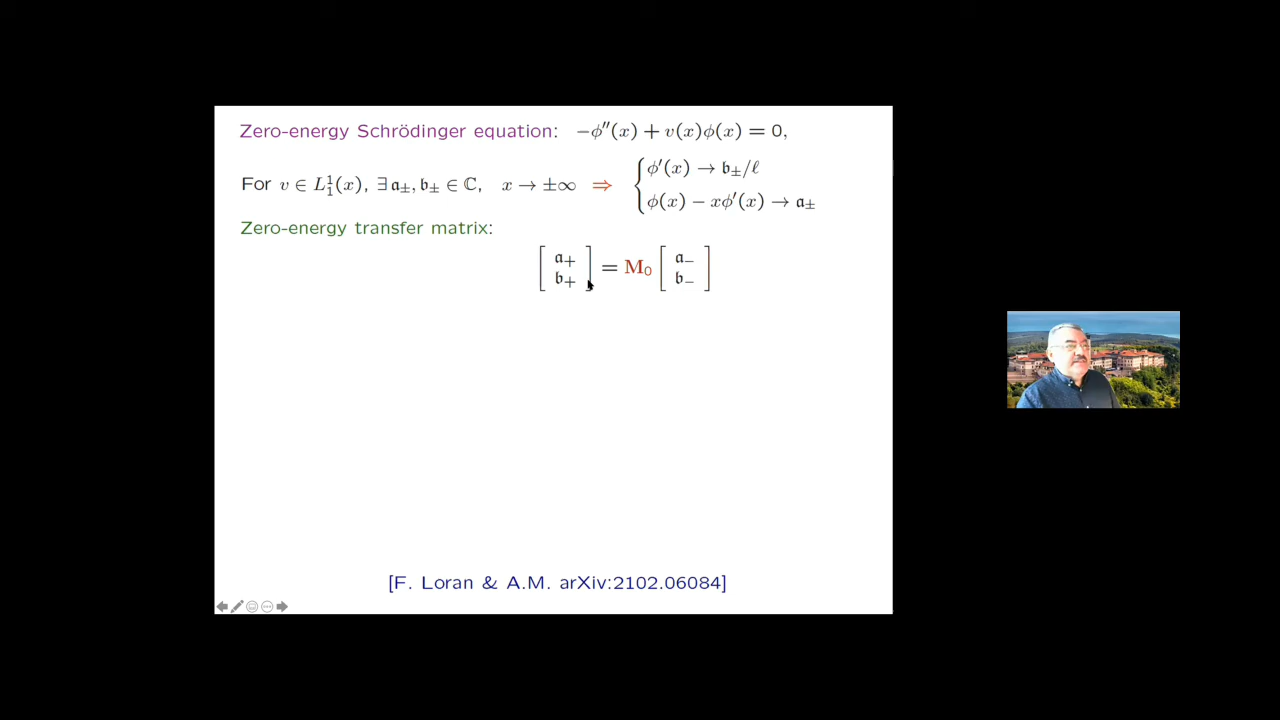 Zero-energy Schrödinger equation: −ϕ″(x) + v(x)ϕ(x) = 0,
For v ∈ L¹₁(x), ∃ 𝔞±, 𝔟± ∈ ℂ, x → ±∞ ⇒ { ϕ′(x) → 𝔟±/ℓ
ϕ(x) − xϕ′(x) → 𝔞±
Zero-energy transfer matrix:
[ 𝔞+ 𝔟+ ] = M₀ [ 𝔞− 𝔟− ]
[F. Loran & A.M. arXiv:2102.06084]